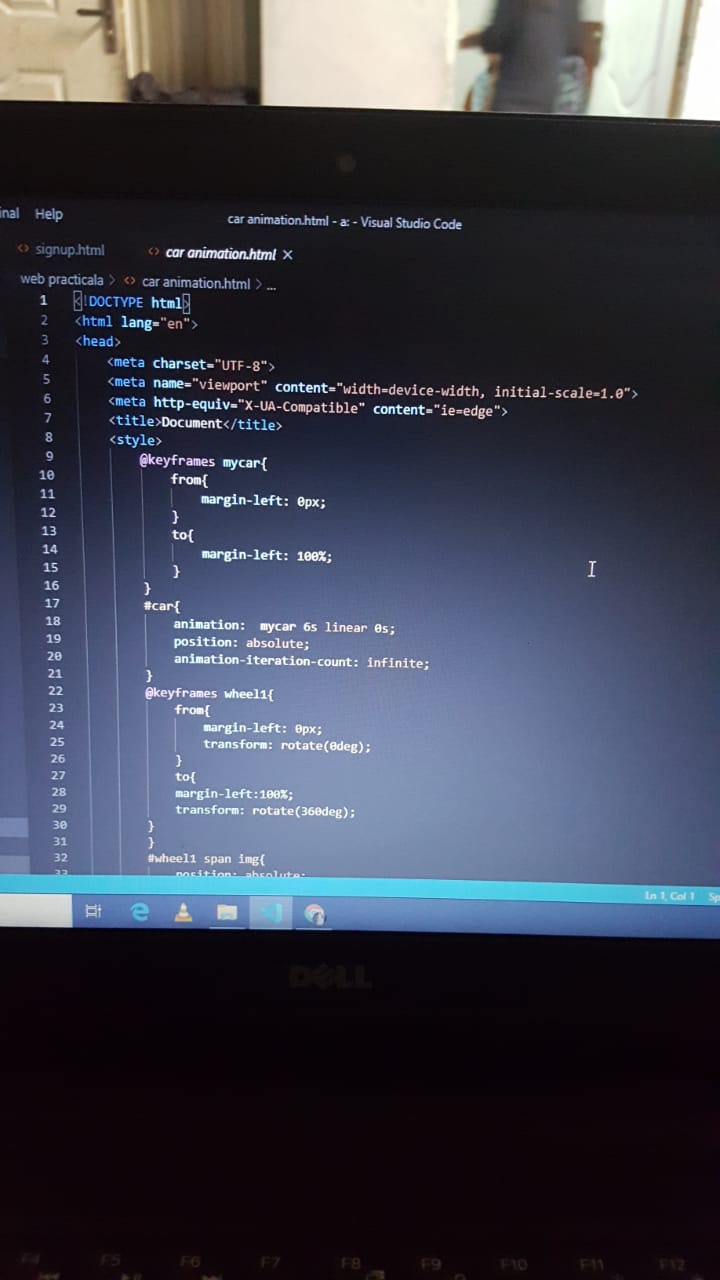 inal Help car animation.html - a: - Visual Studio Code
signup.html car animation.html ×
web practicala > car animation.html > ...
1 <!DOCTYPE html>
2 <html lang="en">
3 <head>
4 <meta charset="UTF-8">
5 <meta name="viewport" content="width=device-width, initial-scale=1.0">
6 <meta http-equiv="X-UA-Compatible" content="ie=edge">
7 <title>Document</title>
8 <style>
9 @keyframes mycar{
10 from{
11 margin-left: 0px;
12 }
13 to{
14 margin-left: 100%;
15 }
16 }
17 #car{
18 animation:  mycar 6s linear 0s;
19 position: absolute;
20 animation-iteration-count: infinite;
21 }
22 @keyframes wheel1{
23 from{
24 margin-left: 0px;
25 transform: rotate(0deg);
26 }
27 to{
28 margin-left:100%;
29 transform: rotate(360deg);
30 }
31 }
32 #wheel1 span img{
33 position: absolute;
Ln 1, Col 1 Sp
DELL
F4 F5 F6 F7 F8 F9 F10 F11 F12